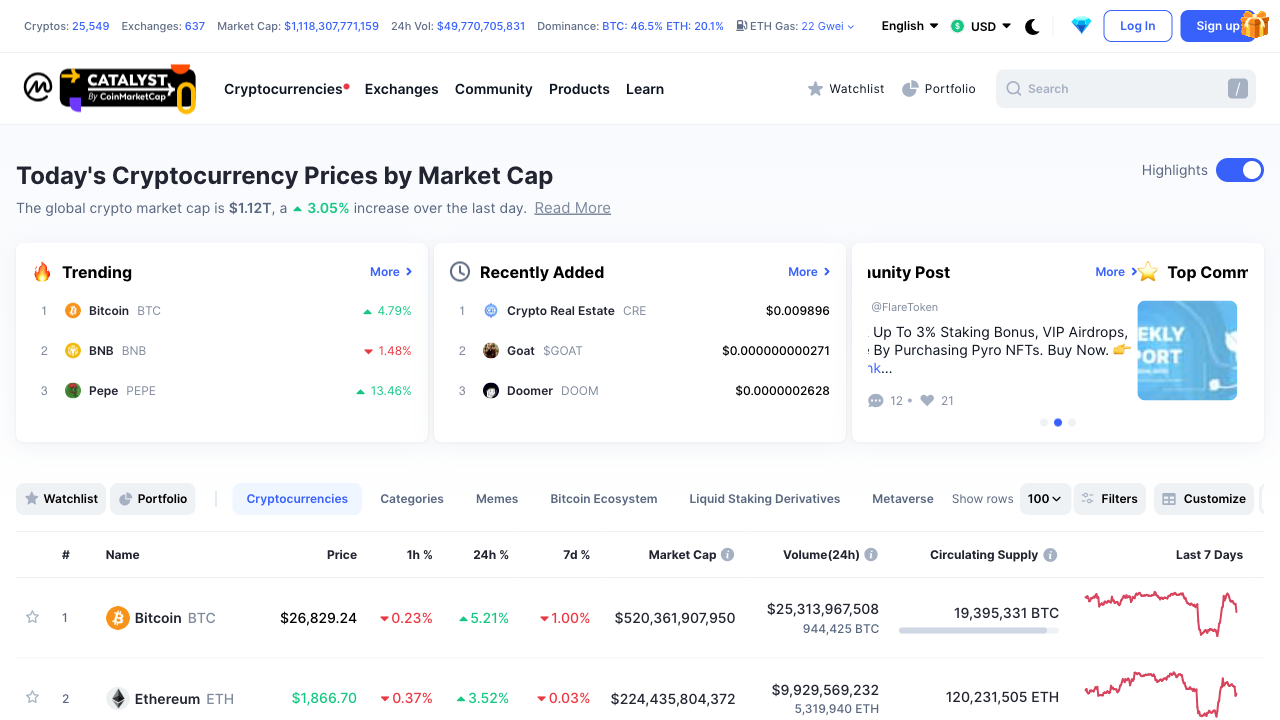 Cryptos: 25,549 Exchanges: 637 Market Cap: $1,118,307,771,159 24h Vol: $49,770,705,831 Dominance: BTC: 46.5% ETH: 20.1% ETH Gas: 22 Gwei English USD Log In Sign up
CATALYST
By CoinMarketCap
Cryptocurrencies Exchanges Community Products Learn Watchlist Portfolio Search /
Today's Cryptocurrency Prices by Market Cap
Highlights
The global crypto market cap is $1.12T, a 3.05% increase over the last day. Read More
Trending More
1 Bitcoin BTC 4.79%
2 BNB BNB 1.48%
3 Pepe PEPE 13.46%
Recently Added More
1 Crypto Real Estate CRE $0.009896
2 Goat $GOAT $0.000000000271
3 Doomer DOOM $0.0000002628
unity Post More Top Comm
@FlareToken
Up To 3% Staking Bonus, VIP Airdrops,
By Purchasing Pyro NFTs. Buy Now. 👉
nk...
EKLY
PORT
12 • 21
Watchlist Portfolio Cryptocurrencies Categories Memes Bitcoin Ecosystem Liquid Staking Derivatives Metaverse Show rows 100 Filters Customize
# Name Price 1h % 24h % 7d % Market Cap Volume(24h) Circulating Supply Last 7 Days
1 Bitcoin BTC $26,829.24 0.23% 5.21% 1.00% $520,361,907,950 $25,313,967,508 19,395,331 BTC
944,425 BTC
2 Ethereum ETH $1,866.70 0.37% 3.52% 0.03% $224,435,804,372 $9,929,569,232 120,231,505 ETH
5,319,940 ETH